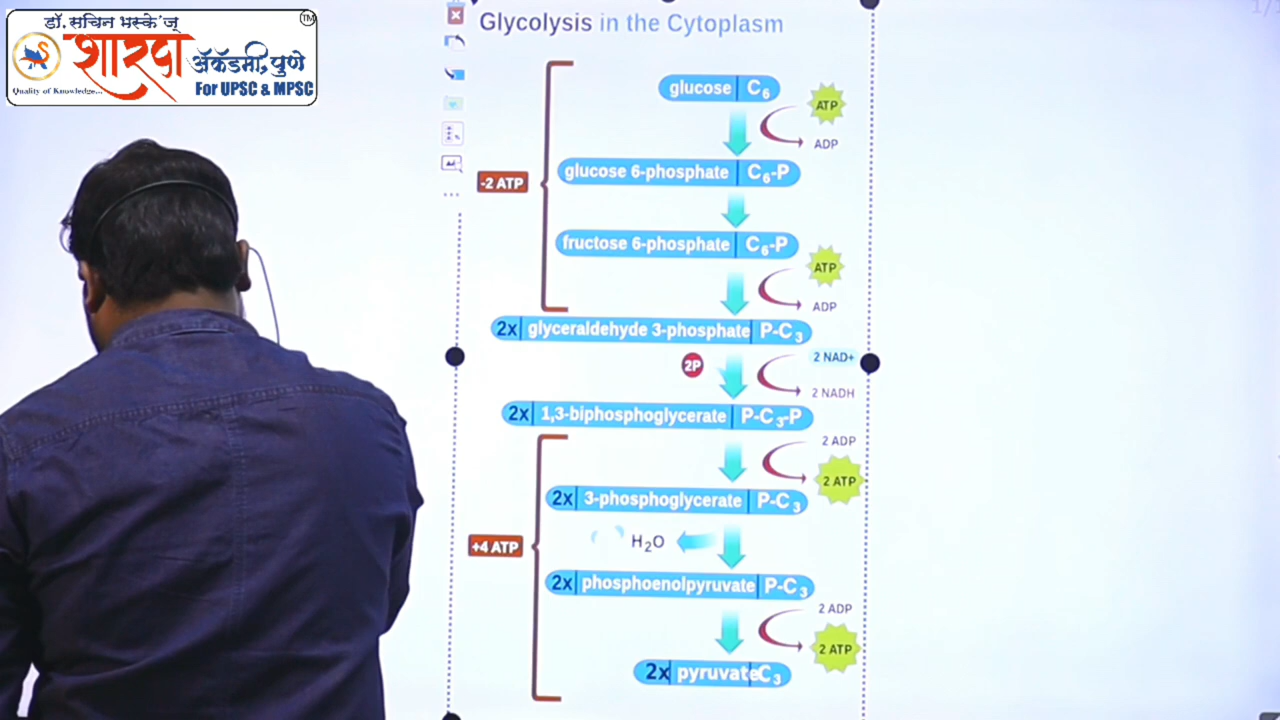 डॉ. सचिन भस्के'ज्
TM
शारदा ॲकॅडमी, पुणे
Quality of Knowledge...
For UPSC & MPSC
Glycolysis in the Cytoplasm
glucose C6
ATP
ADP
glucose 6-phosphate C6-P
-2 ATP
fructose 6-phosphate C6-P
ATP
ADP
2x glyceraldehyde 3-phosphate P-C3
2P
2 NAD+
2 NADH
2x 1,3-biphosphoglycerate P-C3-P
2 ADP
2 ATP
2x 3-phosphoglycerate P-C3
+4 ATP
H2O
2x phosphoenolpyruvate P-C3
2 ADP
2 ATP
2x pyruvate C3